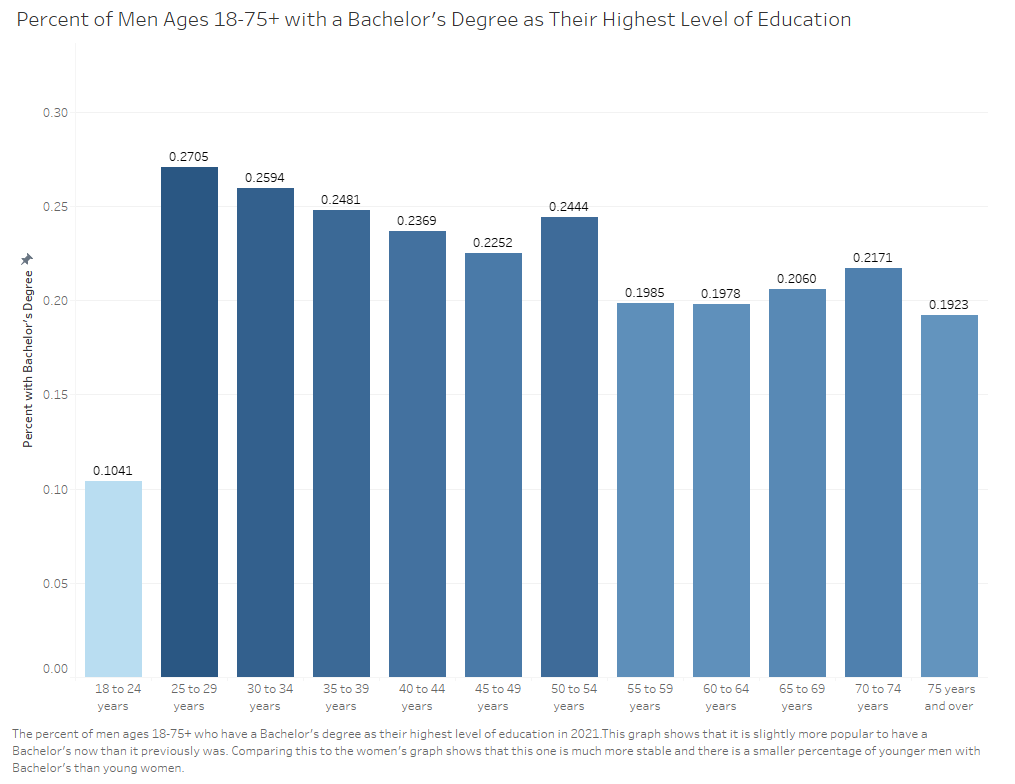 Percent of Men Ages 18-75+ with a Bachelor's Degree as Their Highest Level of Education
0.30
0.25
0.20
0.15
0.10
0.05
0.00
Percent with Bachelor's Degree
0.1041
0.2705
0.2594
0.2481
0.2369
0.2252
0.2444
0.1985
0.1978
0.2060
0.2171
0.1923
18 to 24
years
25 to 29
years
30 to 34
years
35 to 39
years
40 to 44
years
45 to 49
years
50 to 54
years
55 to 59
years
60 to 64
years
65 to 69
years
70 to 74
years
75 years
and over
The percent of men ages 18-75+ who have a Bachelor's degree as their highest level of education in 2021.This graph shows that it is slightly more popular to have a
Bachelor's now than it previously was. Comparing this to the women's graph shows that this one is much more stable and there is a smaller percentage of younger men with
Bachelor's than young women.